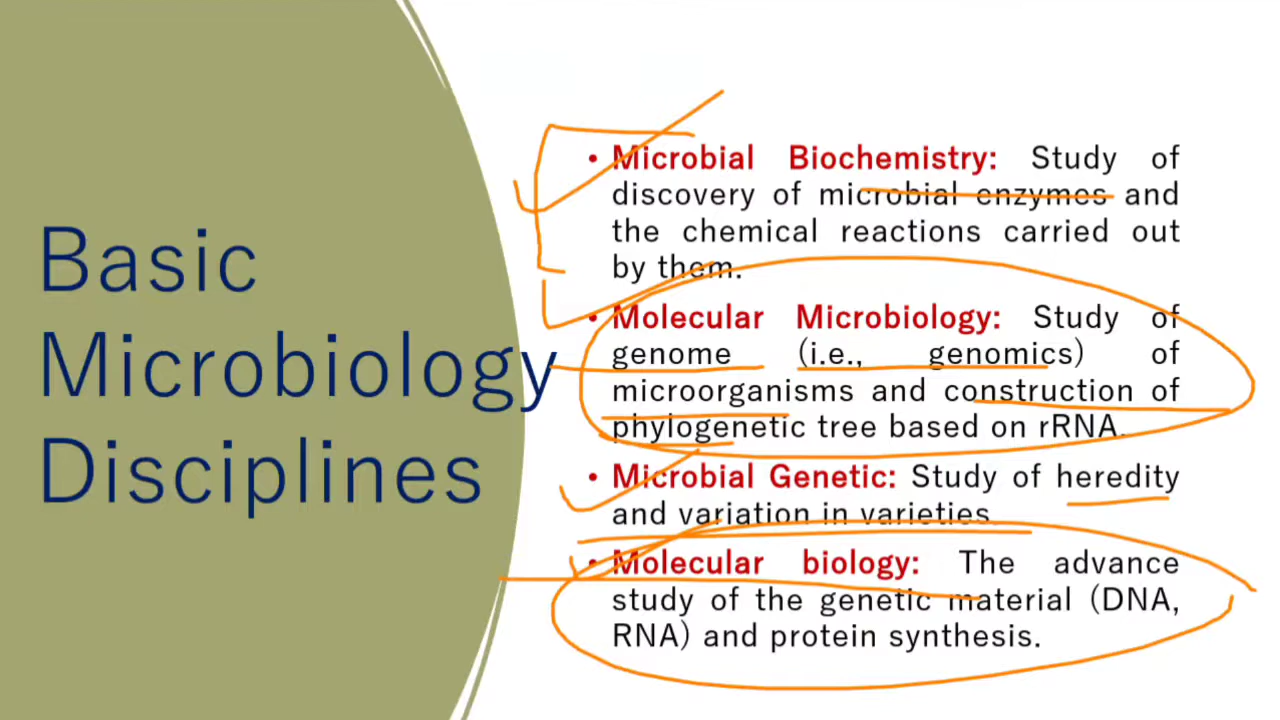 Basic
Microbiology
Disciplines
• Microbial Biochemistry: Study of
discovery of microbial enzymes and
the chemical reactions carried out
by them.
• Molecular Microbiology: Study of
genome (i.e., genomics) of
microorganisms and construction of
phylogenetic tree based on rRNA.
• Microbial Genetic: Study of heredity
and variation in varieties.
• Molecular biology: The advance
study of the genetic material (DNA,
RNA) and protein synthesis.